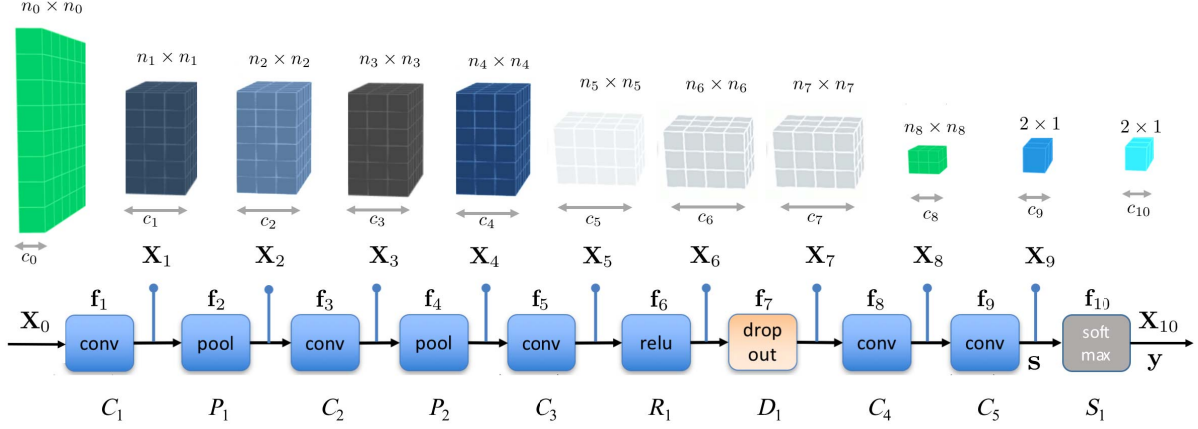 n₀ × n₀
n₁ × n₁
n₂ × n₂
n₃ × n₃
n₄ × n₄
n₅ × n₅
n₆ × n₆
n₇ × n₇
n₈ × n₈
2 × 1
2 × 1
c₀
c₁
c₂
c₃
c₄
c₅
c₆
c₇
c₈
c₉
c₁₀
X₁
X₂
X₃
X₄
X₅
X₆
X₇
X₈
X₉
X₀
f₁
f₂
f₃
f₄
f₅
f₆
f₇
f₈
f₉
f₁₀
X₁₀
conv
pool
conv
pool
conv
relu
drop
out
conv
conv
soft
max
s
y
C₁
P₁
C₂
P₂
C₃
R₁
D₁
C₄
C₅
S₁